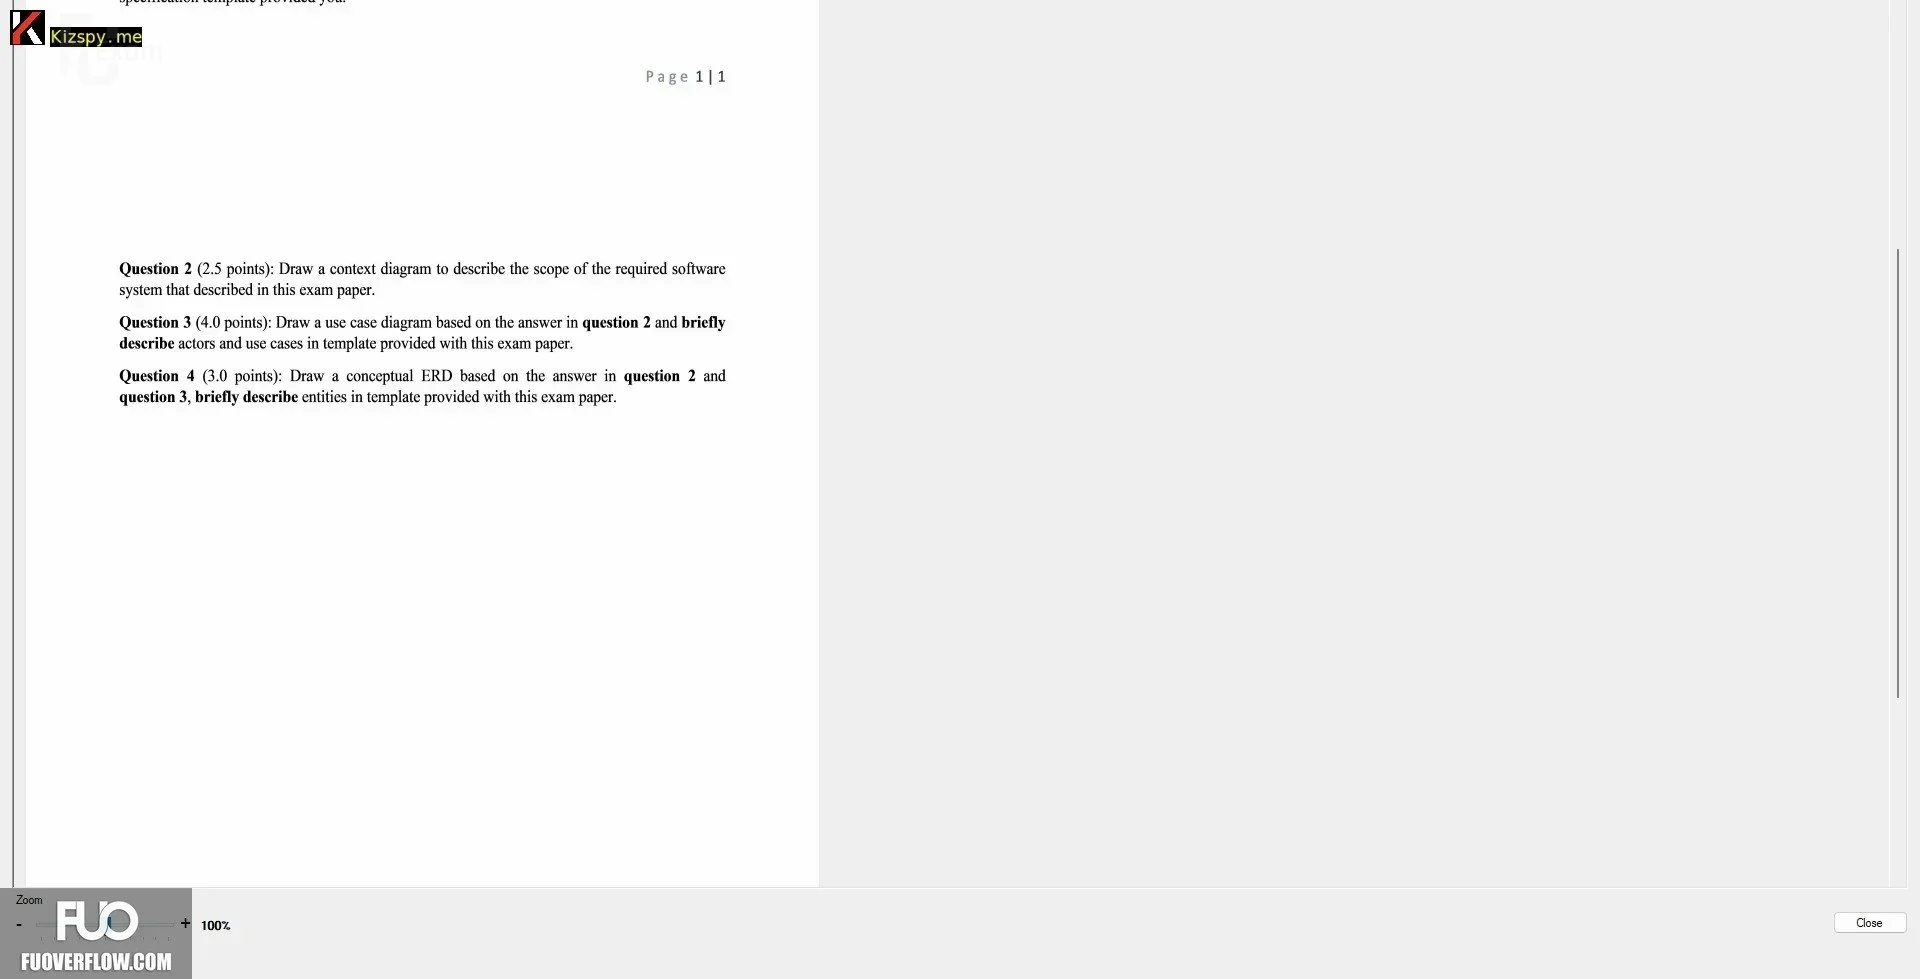 specification template provided you.
Kizspy.me
Page 1|1
Question 2 (2.5 points): Draw a context diagram to describe the scope of the required software
system that described in this exam paper.
Question 3 (4.0 points): Draw a use case diagram based on the answer in question 2 and briefly
describe actors and use cases in template provided with this exam paper.
Question 4 (3.0 points): Draw a conceptual ERD based on the answer in question 2 and
question 3, briefly describe entities in template provided with this exam paper.
Zoom
- + 100%
FUO
FUOVERFLOW.COM
Close